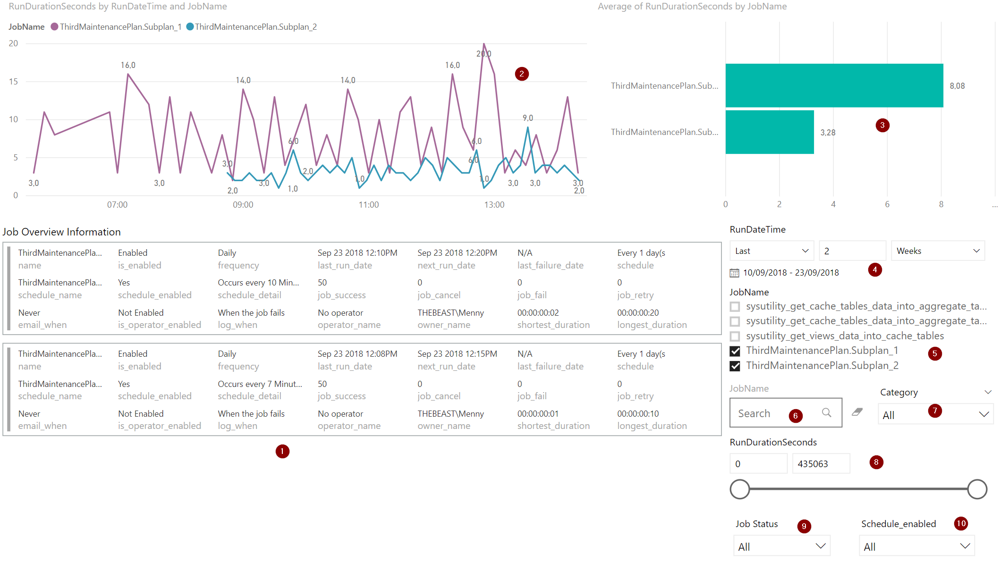 RunDurationSeconds by RunDateTime and JobName
JobName ThirdMaintenancePlan.Subplan_1 ThirdMaintenancePlan.Subplan_2
20
15
10
5
0
16,0
14,0
14,0
16,0
20,0
9,0
6,0
6,0
6,0
3,0
3,0
3,0
2,0
3,0
1,0
2,0
1,0
1,0
3,0
3,0
3,0
2,0
07:00 09:00 11:00 13:00
2
Average of RunDurationSeconds by JobName
ThirdMaintenancePlan.Sub... 8,08
ThirdMaintenancePlan.Sub... 3,28
3
0 2 4 6 8 ...
Job Overview Information
ThirdMaintenancePla... Enabled Daily Sep 23 2018 12:10PM Sep 23 2018 12:20PM N/A Every 1 day(s
name is_enabled frequency last_run_date next_run_date last_failure_date schedule
ThirdMaintenancePla... Yes Occurs every 10 Min... 50 0 0 0
schedule_name schedule_enabled schedule_detail job_success job_cancel job_fail job_retry
Never Not Enabled When the job fails No operator THEBEAST\Menny 00:00:00:02 00:00:00:20
email_when is_operator_enabled log_when operator_name owner_name shortest_duration longest_duration
ThirdMaintenancePla... Enabled Daily Sep 23 2018 12:08PM Sep 23 2018 12:15PM N/A Every 1 day(s
name is_enabled frequency last_run_date next_run_date last_failure_date schedule
ThirdMaintenancePla... Yes Occurs every 7 Minut... 50 0 0 0
schedule_name schedule_enabled schedule_detail job_success job_cancel job_fail job_retry
Never Not Enabled When the job fails No operator THEBEAST\Menny 00:00:00:01 00:00:00:10
email_when is_operator_enabled log_when operator_name owner_name shortest_duration longest_duration
1
RunDateTime
Last 2 Weeks
10/09/2018 - 23/09/2018
4
JobName
sysutility_get_cache_tables_data_into_aggregate_ta...
sysutility_get_cache_tables_data_into_aggregate_ta...
sysutility_get_views_data_into_cache_tables
ThirdMaintenancePlan.Subplan_1
ThirdMaintenancePlan.Subplan_2
5
JobName
Search
6
Category
All
7
RunDurationSeconds
0 435063
8
Job Status
9
All
Schedule_enabled
10
All